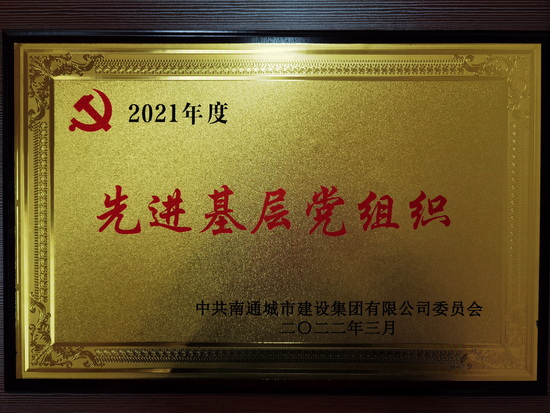 2021年度
先进基层党组织
中共南通城市建设集团有限公司委员会
二〇二二年三月